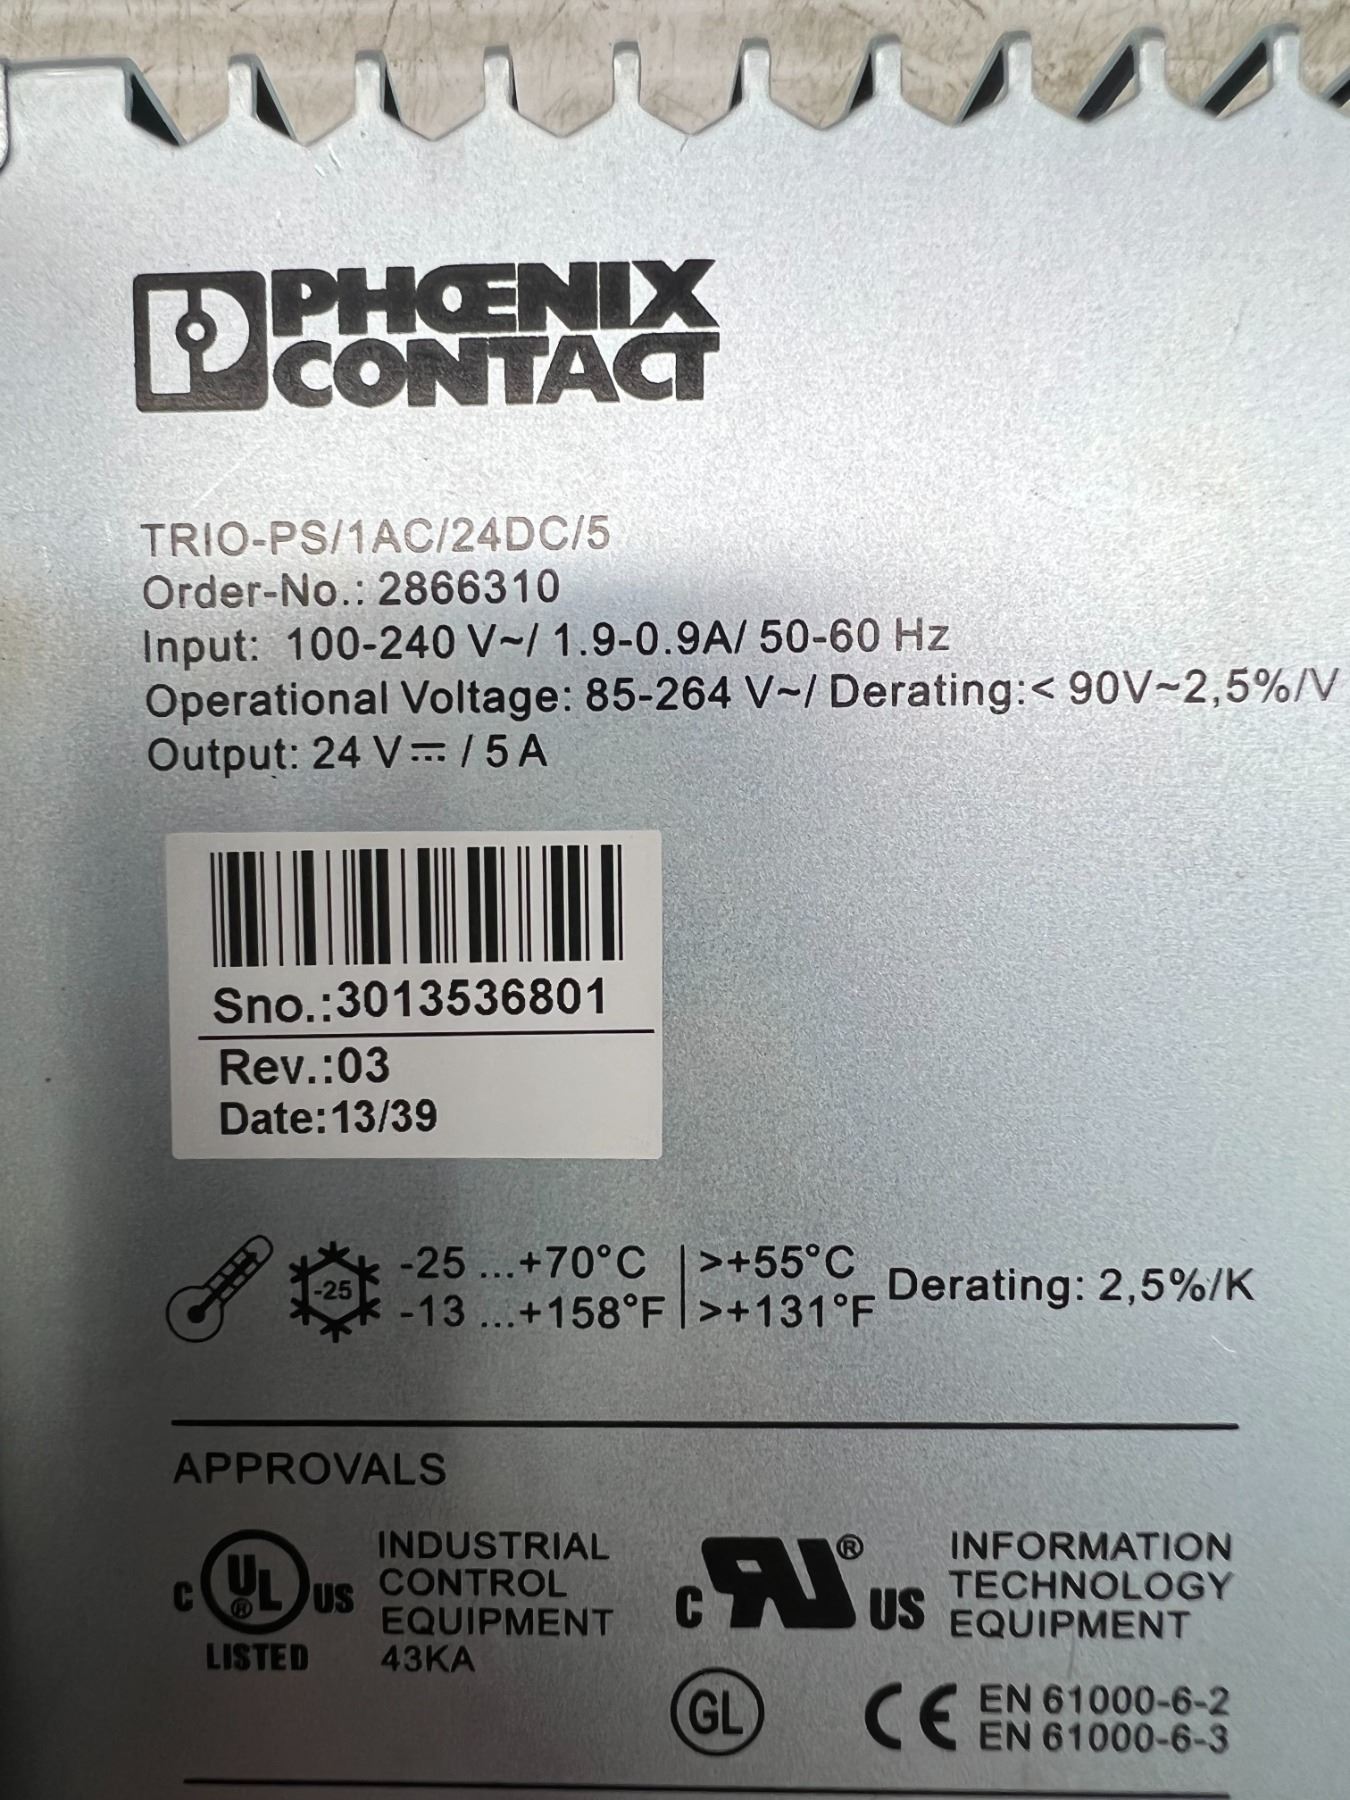 PHŒNIX
CONTACT
TRIO-PS/1AC/24DC/5
Order-No.: 2866310
Input: 100-240 V~/ 1.9-0.9A/ 50-60 Hz
Operational Voltage: 85-264 V~/ Derating:< 90V~2,5%/V
Output: 24 V⎓ / 5 A
Sno.:3013536801
Rev.:03
Date:13/39
-25
-25 ...+70°C | >+55°C
-13 ...+158°F | >+131°F
Derating: 2,5%/K
APPROVALS
C UL ® US
LISTED
INDUSTRIAL
CONTROL
EQUIPMENT
43KA
C RU ® US
INFORMATION
TECHNOLOGY
EQUIPMENT
GL
CE
EN 61000-6-2
EN 61000-6-3